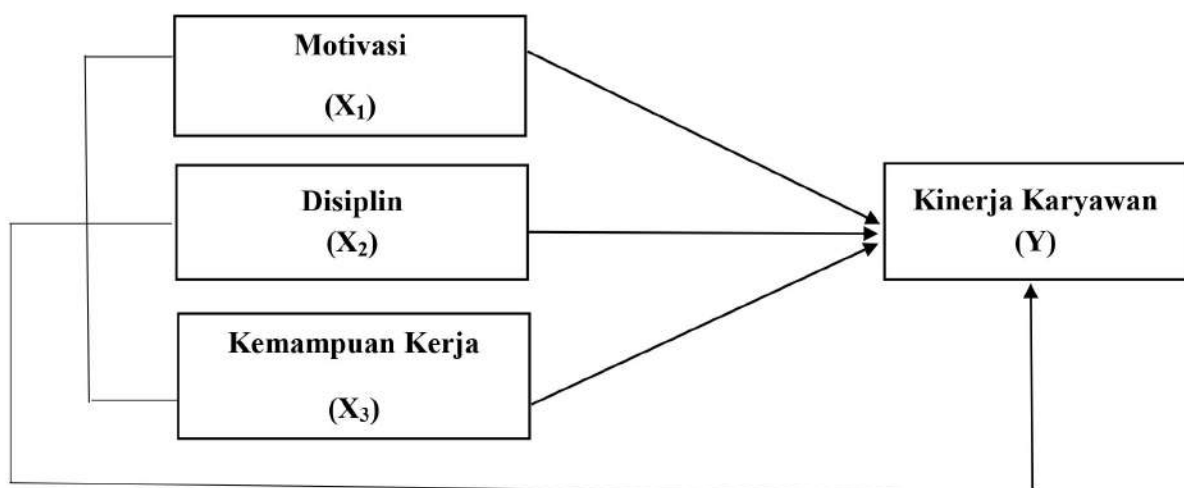 Motivasi
(X₁)
Disiplin
(X₂)
Kemampuan Kerja
(X₃)
Kinerja Karyawan
(Y)